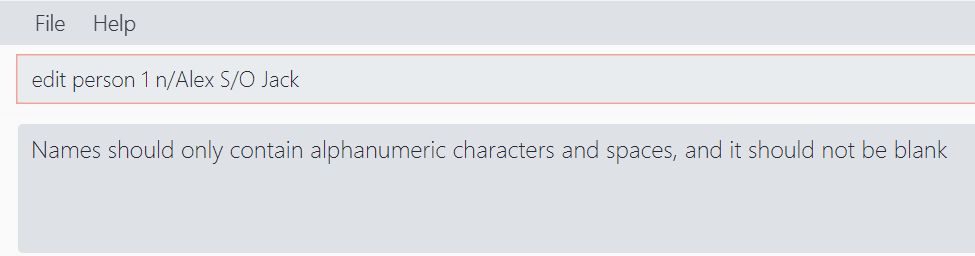 File Help
edit person 1 n/Alex S/O Jack
Names should only contain alphanumeric characters and spaces, and it should not be blank